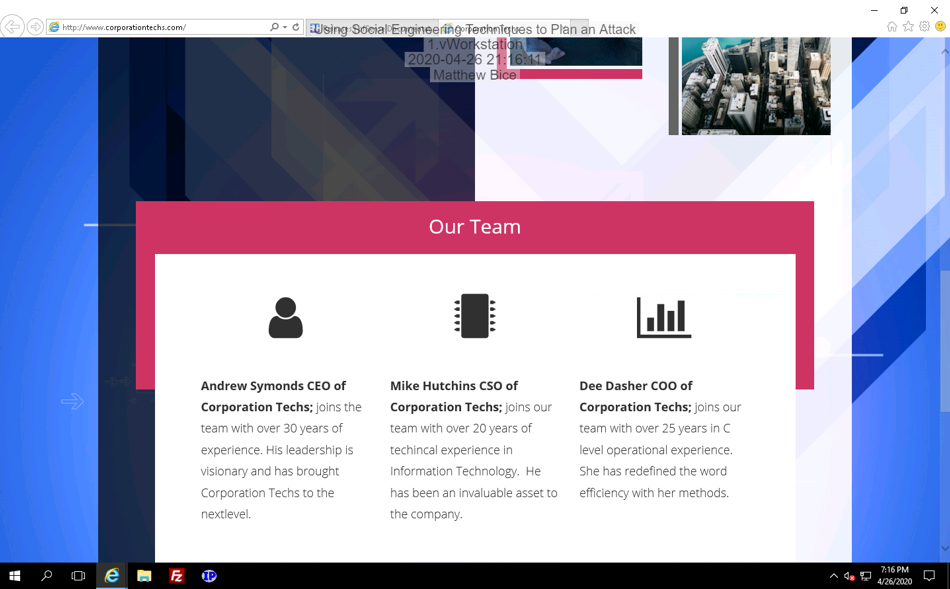 http://www.corporationtechs.com/
Using Social Engineering Techniques to Plan an Attack
1.vWorkstation
2020-04-26 21:16:11
Matthew Bice
Our Team
Andrew Symonds CEO of
Corporation Techs; joins the
team with over 30 years of
experience. His leadership is
visionary and has brought
Corporation Techs to the
nextlevel.
Mike Hutchins CSO of
Corporation Techs; joins our
team with over 20 years of
techincal experience in
Information Technology.  He
has been an invaluable asset to
the company.
Dee Dasher COO of
Corporation Techs; joins our
team with over 25 years in C
level operational experience.
She has redefined the word
efficiency with her methods.
Fz
IP
7:16 PM
4/26/2020